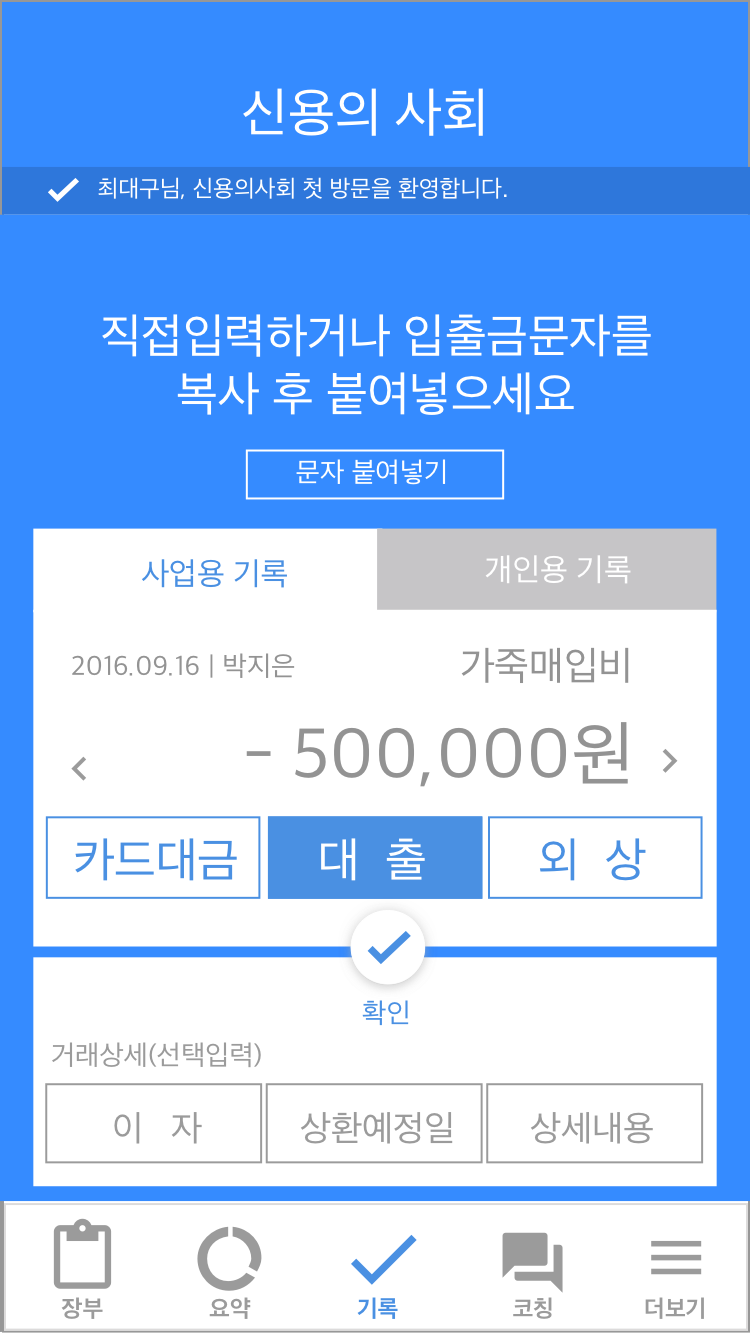 신용의 사회
최대구님, 신용의사회 첫 방문을 환영합니다.
직접입력하거나 입출금문자를
복사 후 붙여넣으세요
문자 붙여넣기
사업용 기록
개인용 기록
2016.09.16 | 박지은
가죽매입비
- 500,000원
카드대금
대 출
외 상
확인
거래상세(선택입력)
이 자
상환예정일
상세내용
장부
요약
기록
코칭
더보기